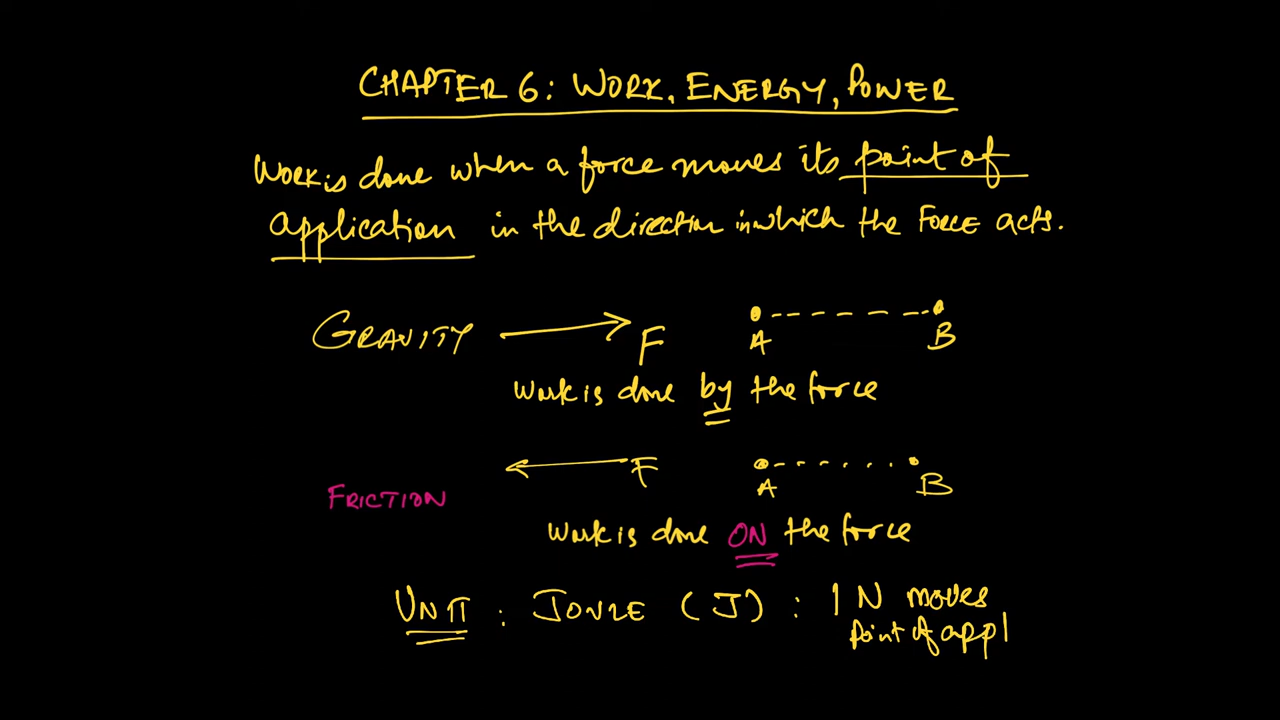 CHAPTER 6: WORK, ENERGY, POWER
WORK is done when a force moves its point of
application in the direction in which the FORCE acts.
GRAVITY F A B
work is done by the force
F A B
FRICTION
work is done ON the force
UNIT : JOULE (J) : 1 N moves
point of appl